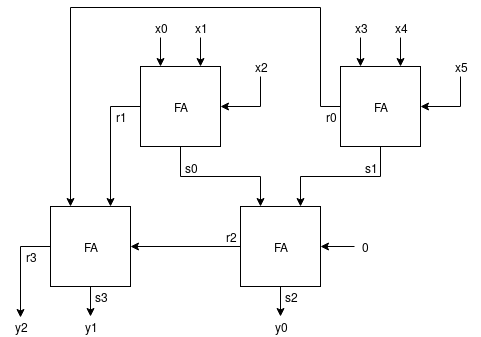 x0 x1 x3 x4
x2 x5
FA FA
r1 r0
s0 s1
r2
FA FA 0
r3
s3 s2
y2 y1 y0